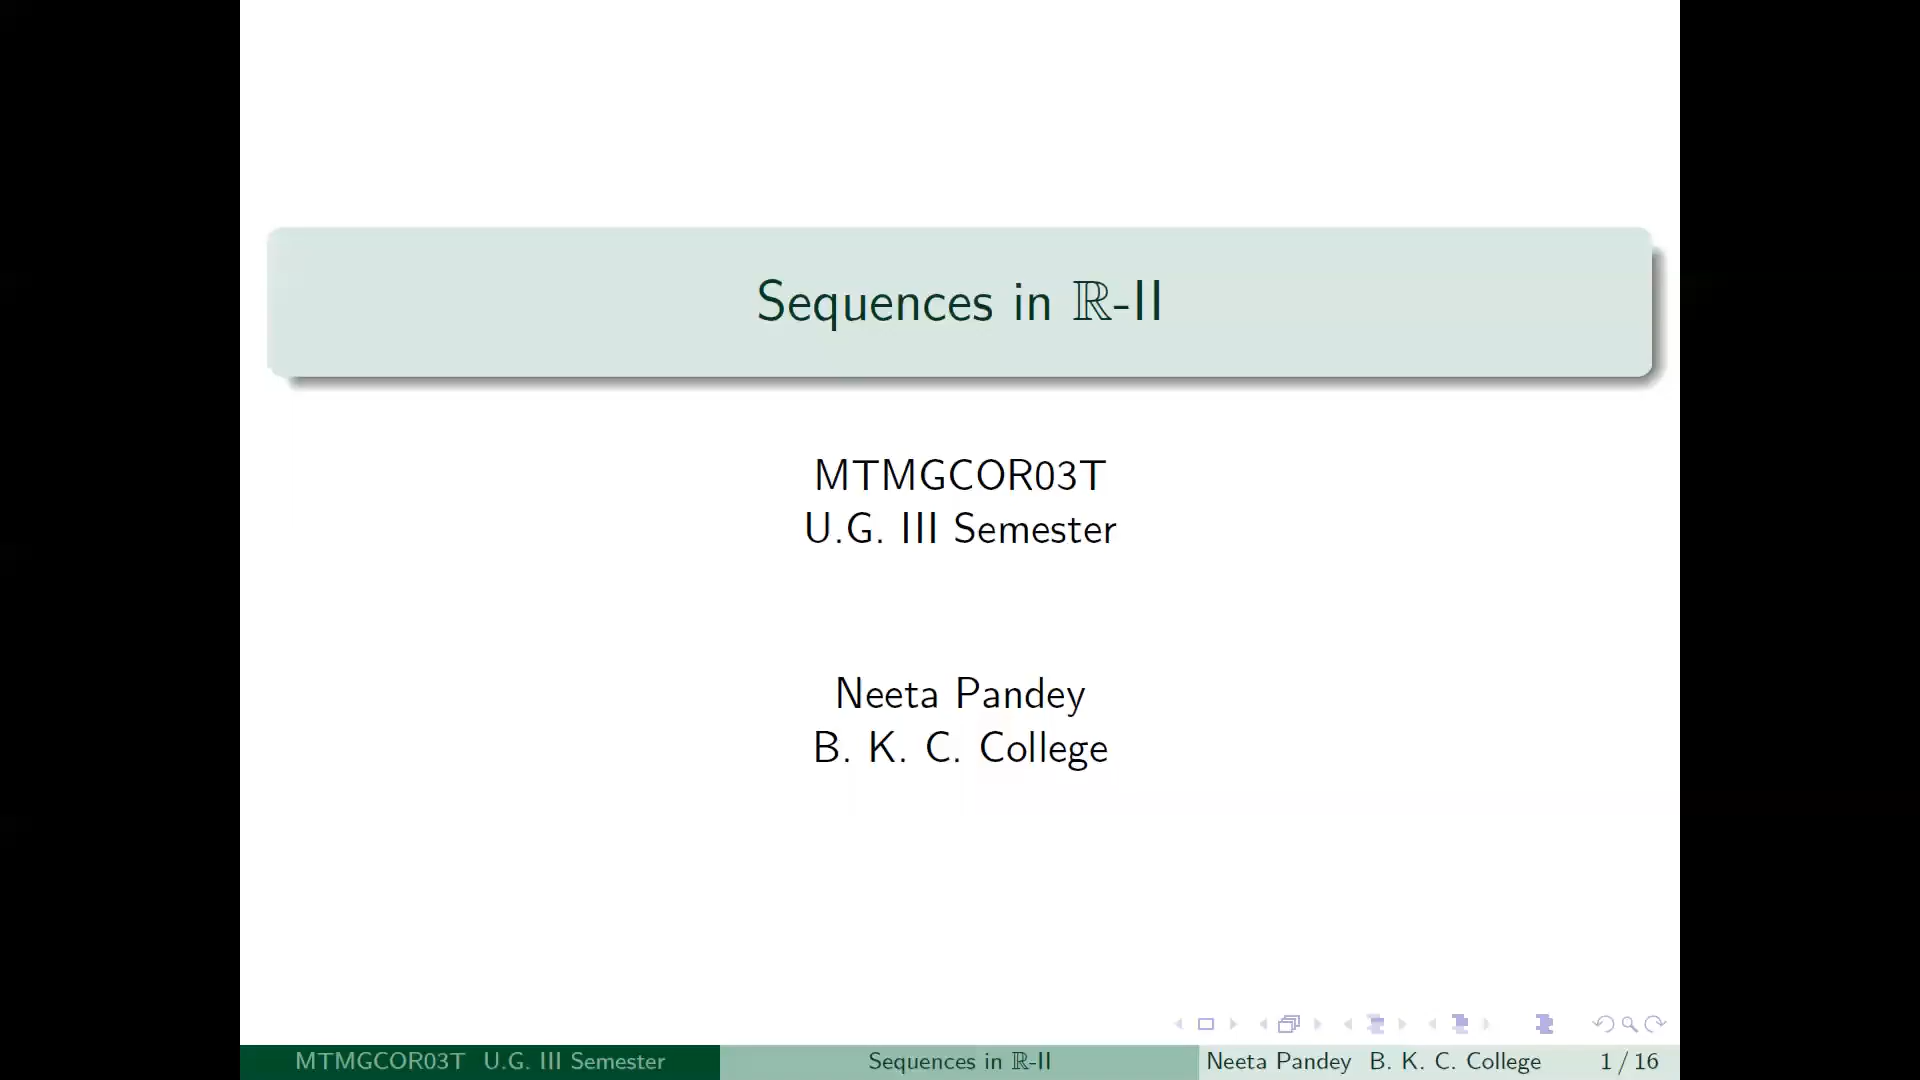 Sequences in ℝ-II
MTMGCOR03T
U.G. III Semester
Neeta Pandey
B. K. C. College
MTMGCOR03T U.G. III Semester
Sequences in ℝ-II
Neeta Pandey B. K. C. College
1 / 16